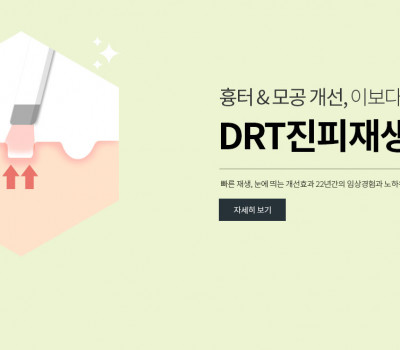 흉터 & 모공 개선, 이보다
DRT진피재생
빠른 재생, 눈에 띄는 개선효과 22년간의 임상경험과 노하우
자세히 보기